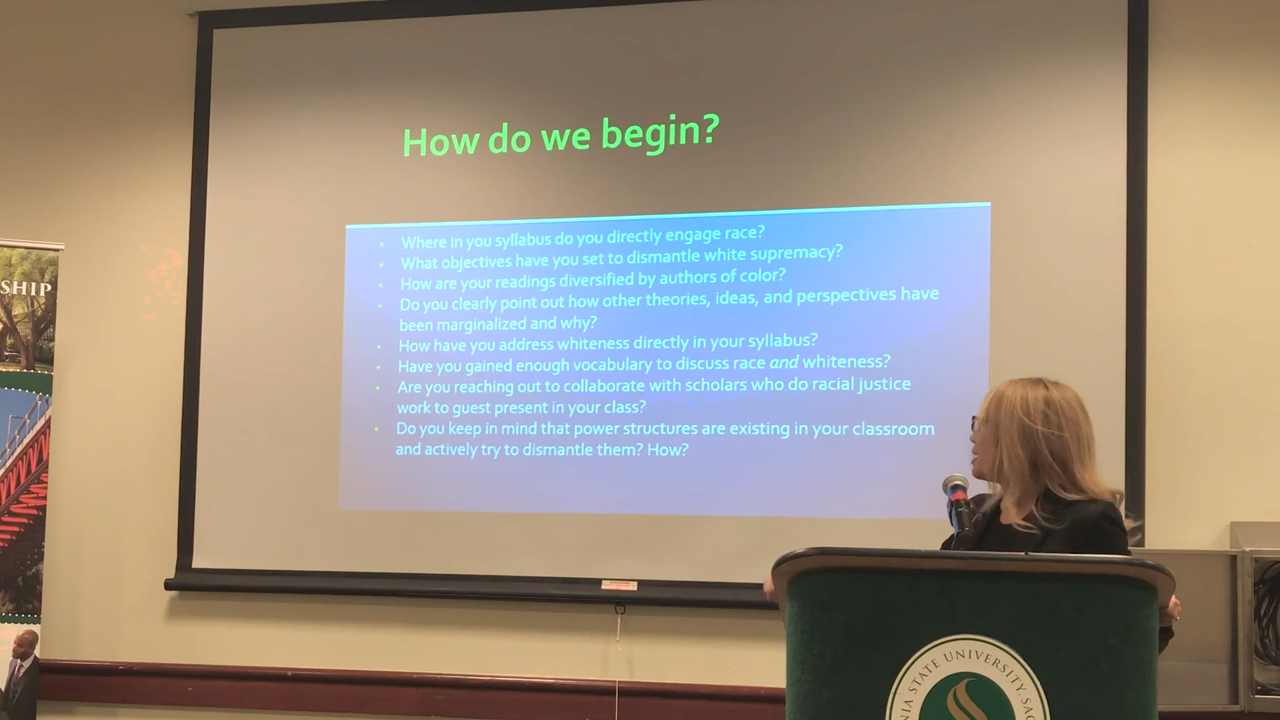 How do we begin?
Where in you syllabus do you directly engage race?
What objectives have you set to dismantle white supremacy?
How are your readings diversified by authors of color?
Do you clearly point out how other theories, ideas, and perspectives have
been marginalized and why?
How have you address whiteness directly in your syllabus?
Have you gained enough vocabulary to discuss race and whiteness?
Are you reaching out to collaborate with scholars who do racial justice
work to guest present in your class?
Do you keep in mind that power structures are existing in your classroom
and actively try to dismantle them? How?
SHIP
NIA STATE UNIVERSITY, SAC